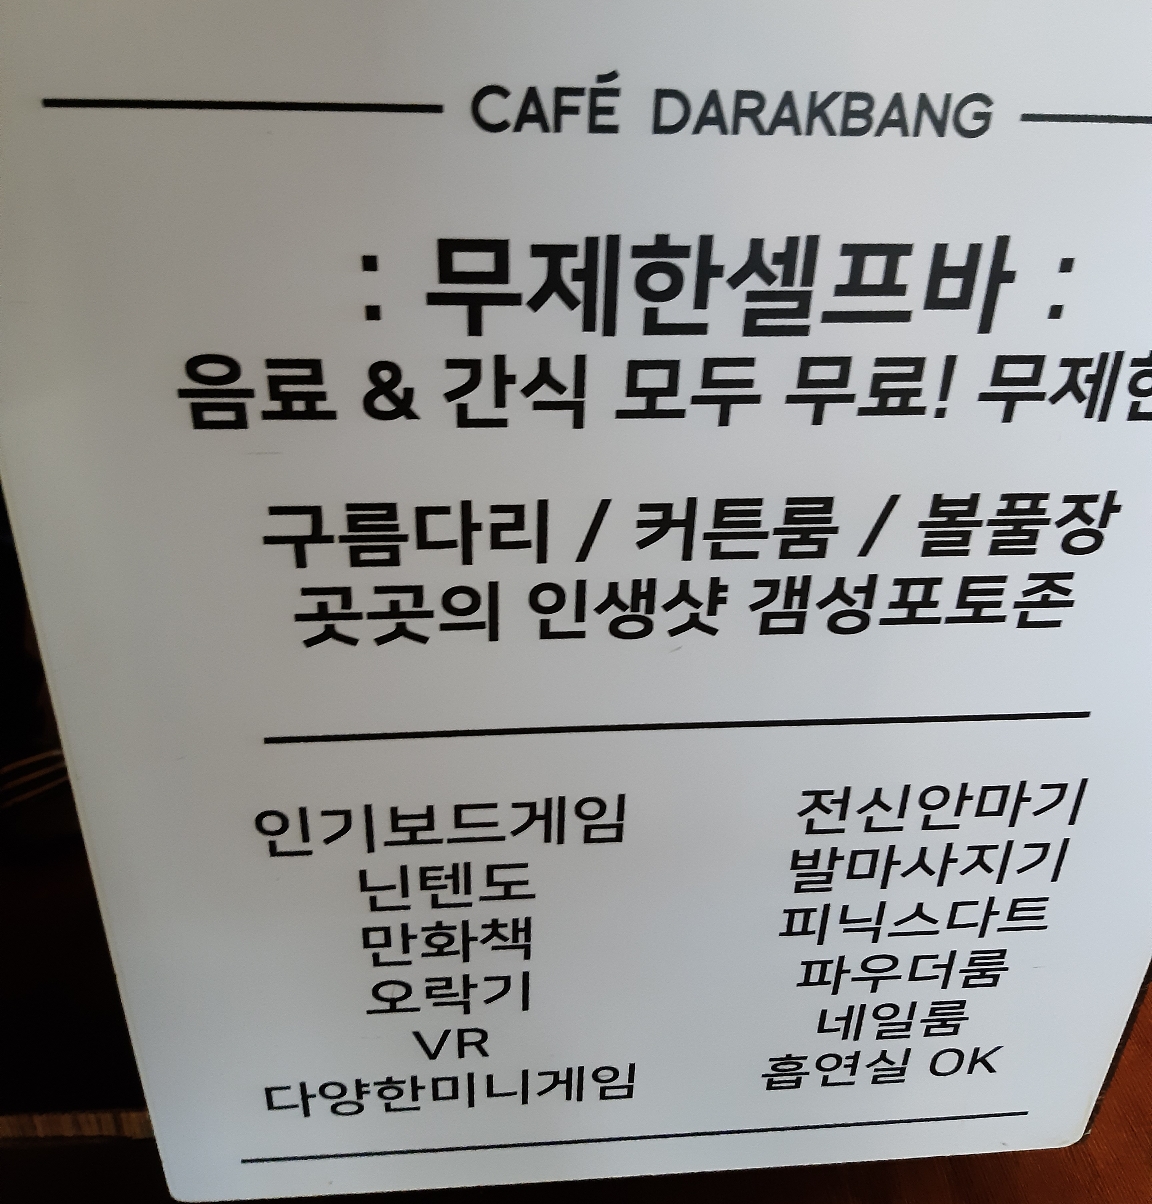 CAFÉ DARAKBANG
: 무제한셀프바 :
음료 & 간식 모두 무료! 무제한
구름다리 / 커튼룸 / 볼풀장
곳곳의 인생샷 갬성포토존
인기보드게임
닌텐도
만화책
오락기
VR
다양한미니게임
전신안마기
발마사지기
피닉스다트
파우더룸
네일룸
흡연실 OK